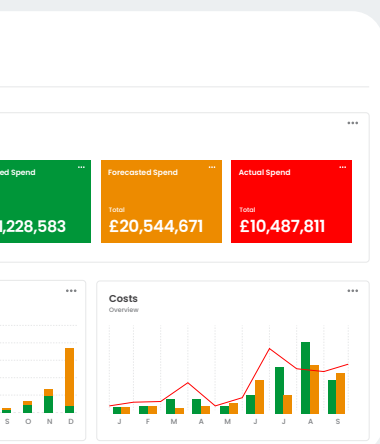 ed Spend
Forecasted Spend
Actual Spend
Total
Total
,228,583
£20,544,671
£10,487,811
Costs
Overview
S O N D
J F M A M J J A S